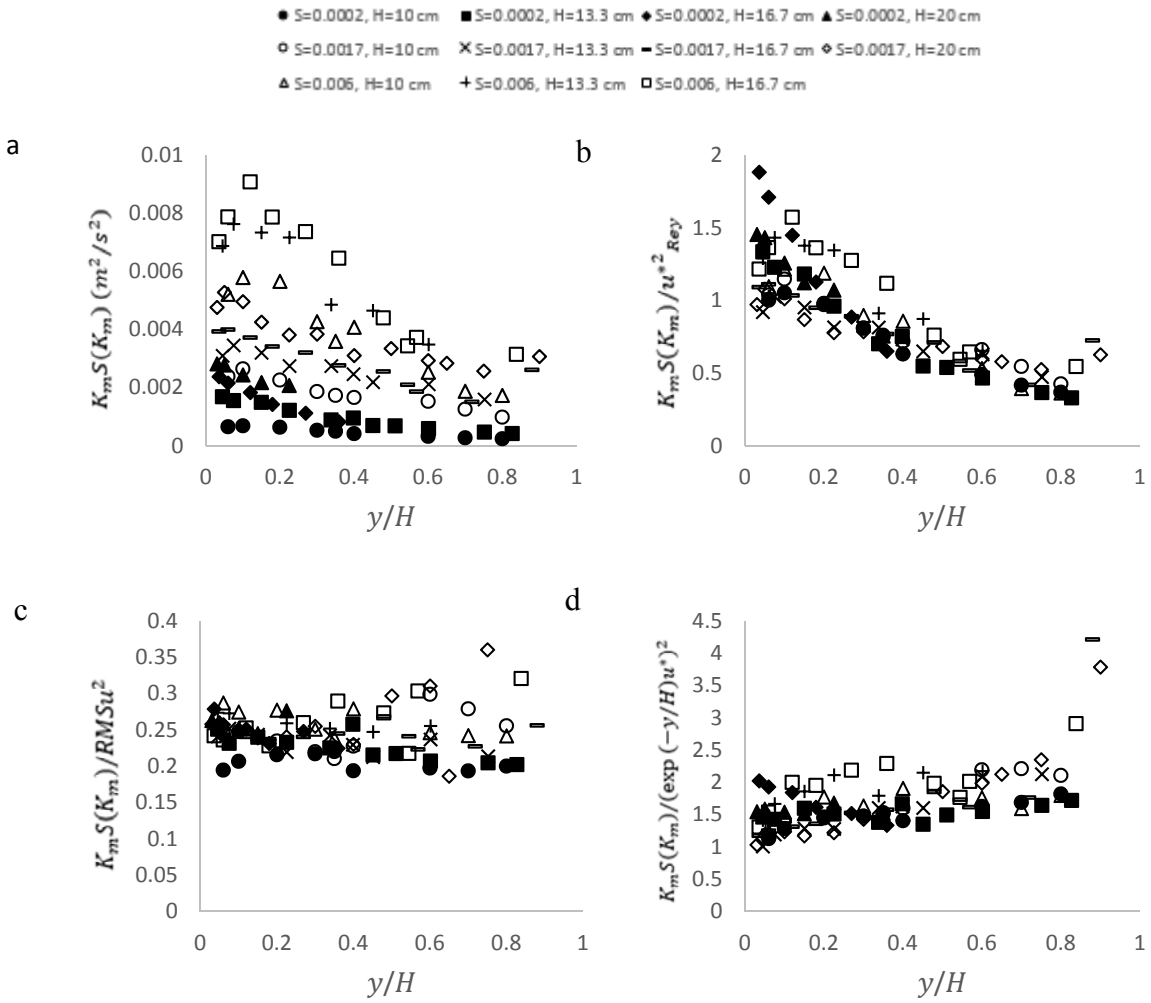 S=0.0002, H=10 cm S=0.0002, H=13.3 cm S=0.0002, H=16.7 cm S=0.0002, H=20 cm
S=0.0017, H=10 cm S=0.0017, H=13.3 cm S=0.0017, H=16.7 cm S=0.0017, H=20 cm
S=0.006, H=10 cm S=0.006, H=13.3 cm S=0.006, H=16.7 cm
a
K_m S(K_m) (m²/s²)
0.01
0.008
0.006
0.004
0.002
0
0 0.2 0.4 0.6 0.8 1
y/H
b
K_m S(K_m)/u*²_Rey
2
1.5
1
0.5
0
0 0.2 0.4 0.6 0.8 1
y/H
c
K_m S(K_m)/RMSu²
0.4
0.35
0.3
0.25
0.2
0.15
0.1
0.05
0
0 0.2 0.4 0.6 0.8 1
y/H
d
K_m S(K_m)/(exp (−y/H)u*)²
4.5
4
3.5
3
2.5
2
1.5
1
0.5
0
0 0.2 0.4 0.6 0.8 1
y/H